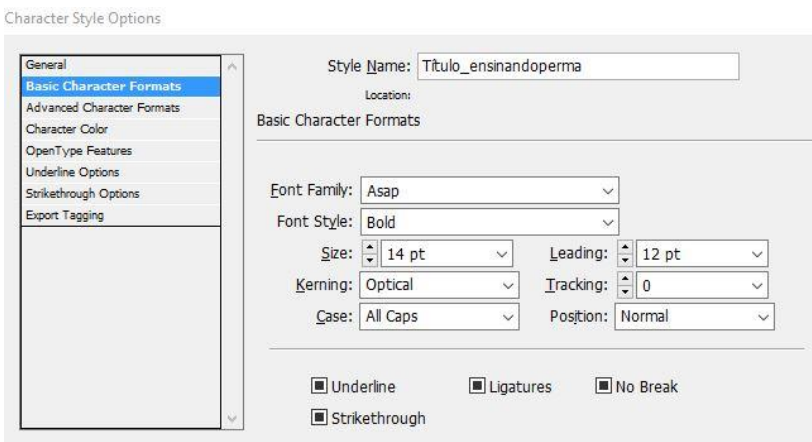 Character Style Options
General
Basic Character Formats
Advanced Character Formats
Character Color
OpenType Features
Underline Options
Strikethrough Options
Export Tagging
Style Name: Título_ensinandoperma
Location:
Basic Character Formats
Font Family: Asap
Font Style: Bold
Size: 14 pt Leading: 12 pt
Kerning: Optical Tracking: 0
Case: All Caps Position: Normal
Underline Ligatures No Break
Strikethrough